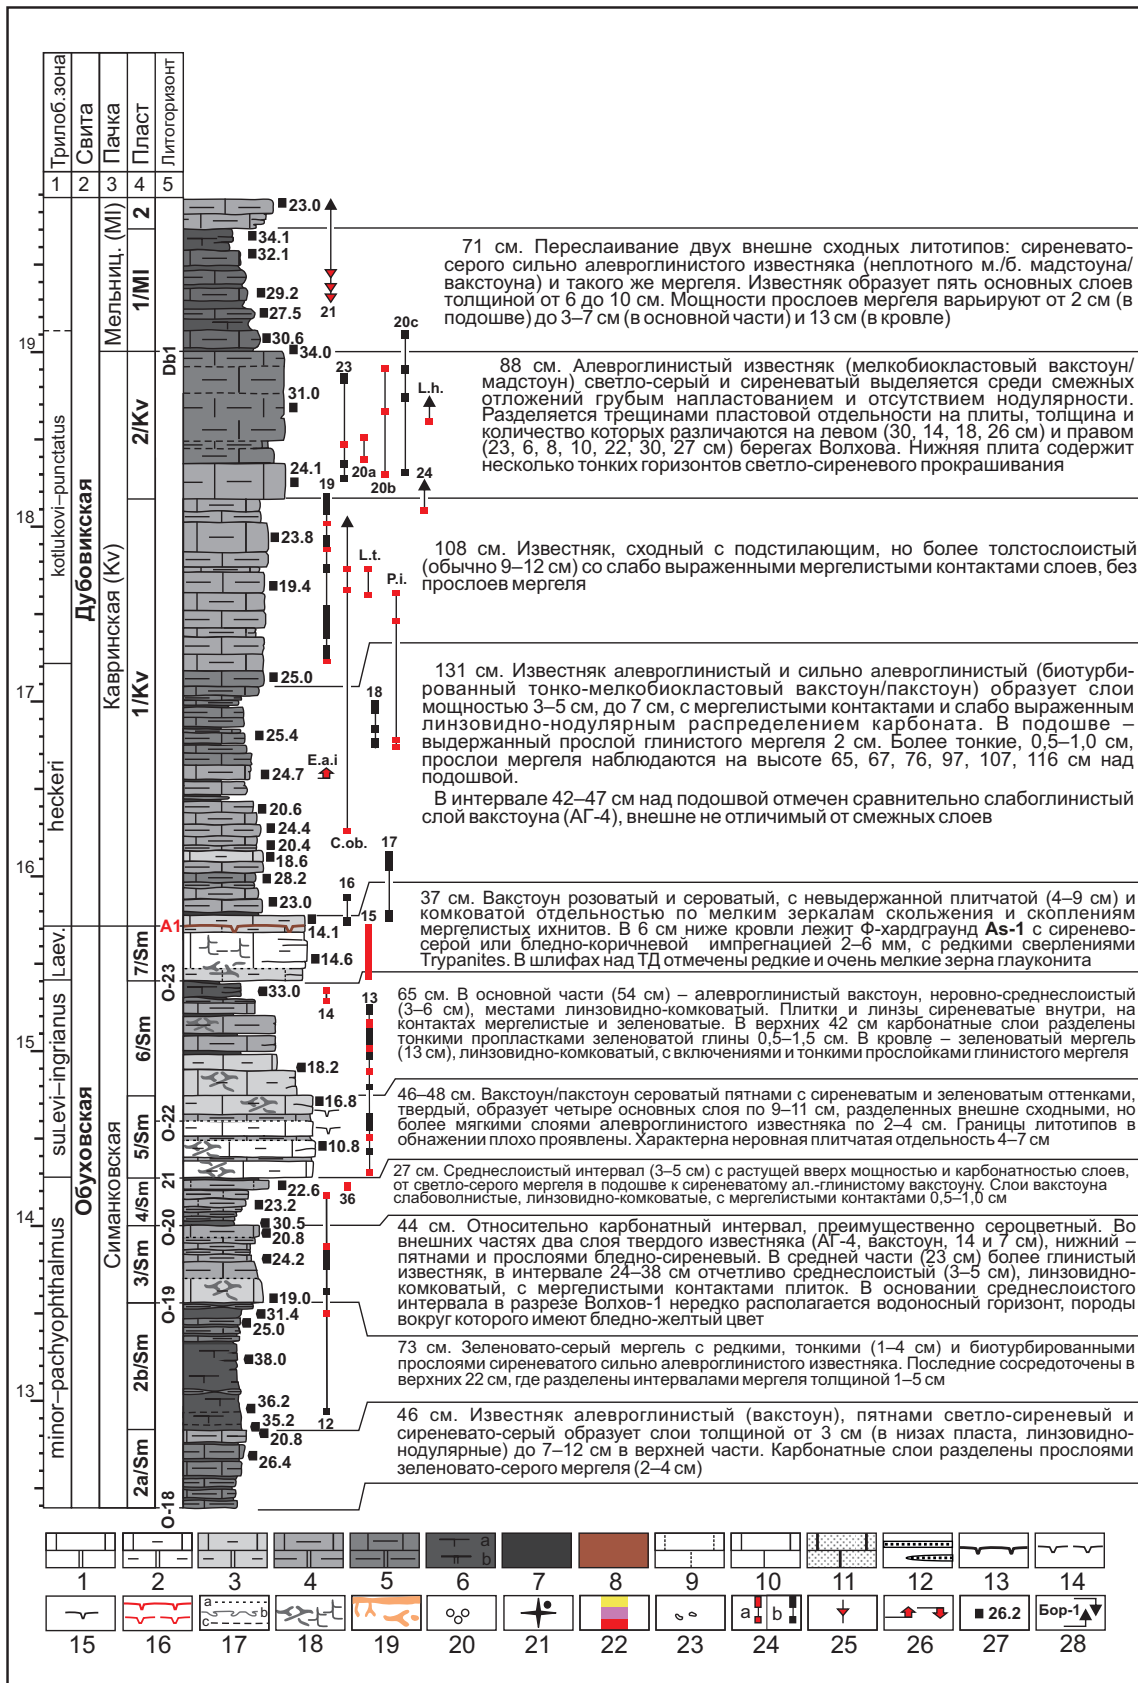 Трилоб.зона
Свита
Пачка
Пласт
Литогоризонт
1 2 3 4 5
kotlukovi–punctatus
heckeri
Laev.
sulevi–ingrianus
minor–pachyophthalmus
Дубовикская
Обуховская
Мельниц. (Ml)
Кавринская (Kv)
Симанковская
2
1/Ml
2/Kv
1/Kv
7/Sm
6/Sm
5/Sm
4/Sm
3/Sm
2b/Sm
2a/Sm
Db1
A1
O-23
O-22
21
O-20
O-19
O-18
19
18
17
16
15
14
13
23.0
34.1
32.1
29.2
27.5
30.6
34.0
31.0
24.1
23.8
19.4
25.0
25.4
24.7
20.6
24.4
20.4
18.6
28.2
23.0
14.1
14.6
33.0
18.2
16.8
10.8
22.6
23.2
30.5
20.8
24.2
19.0
31.4
25.0
38.0
36.2
35.2
20.8
26.4
21
20c
23
L.h.
20a
20b
24
19
L.t.
P.i.
18
E.a.i
C.ob.
17
16
15
14
13
36
12
71 см. Переслаивание двух внешне сходных литотипов: сиреневато-
серого сильно алевроглинистого известняка (неплотного м./б. мадстоуна/
вакстоуна) и такого же мергеля. Известняк образует пять основных слоев
толщиной от 6 до 10 см. Мощности прослоев мергеля варьируют от 2 см (в
подошве) до 3–7 см (в основной части) и 13 см (в кровле)
88 см. Алевроглинистый известняк (мелкобиокластовый вакстоун/
мадстоун) светло-серый и сиреневатый выделяется среди смежных
отложений грубым напластованием и отсутствием нодулярности.
Разделяется трещинами пластовой отдельности на плиты, толщина и
количество которых различаются на левом (30, 14, 18, 26 см) и правом
(23, 6, 8, 10, 22, 30, 27 см) берегах Волхова. Нижняя плита содержит
несколько тонких горизонтов светло-сиреневого прокрашивания
108 см. Известняк, сходный с подстилающим, но более толстослоистый
(обычно 9–12 см) со слабо выраженными мергелистыми контактами слоев, без
прослоев мергеля
131 см. Известняк алевроглинистый и сильно алевроглинистый (биотурби-
рованный тонко-мелкобиокластовый вакстоун/пакстоун) образует слои
мощностью 3–5 см, до 7 см, с мергелистыми контактами и слабо выраженным
линзовидно-нодулярным распределением карбоната. В подошве –
выдержанный прослой глинистого мергеля 2 см. Более тонкие, 0,5–1,0 см,
прослои мергеля наблюдаются на высоте 65, 67, 76, 97, 107, 116 см над
подошвой.
В интервале 42–47 см над подошвой отмечен сравнительно слабоглинистый
слой вакстоуна (АГ-4), внешне не отличимый от смежных слоев
37 см. Вакстоун розоватый и сероватый, с невыдержанной плитчатой (4–9 см) и
комковатой отдельностью по мелким зеркалам скольжения и скоплениям
мергелистых ихнитов. В 6 см ниже кровли лежит Ф-хардграунд As-1 с сиренево-
серой или бледно-коричневой импрегнацией 2–6 мм, с редкими сверлениями
Trypanites. В шлифах над ТД отмечены редкие и очень мелкие зерна глауконита
65 см. В основной части (54 см) – алевроглинистый вакстоун, неровно-среднеслоистый
(3–6 см), местами линзовидно-комковатый. Плитки и линзы сиреневатые внутри, на
контактах мергелистые и зеленоватые. В верхних 42 см карбонатные слои разделены
тонкими пропластками зеленоватой глины 0,5–1,5 см. В кровле – зеленоватый мергель
(13 см), линзовидно-комковатый, с включениями и тонкими прослойками глинистого мергеля
46–48 см. Вакстоун/пакстоун сероватый пятнами с сиреневатым и зеленоватым оттенками,
твердый, образует четыре основных слоя по 9–11 см, разделенных внешне сходными, но
более мягкими слоями алевроглинистого известняка по 2–4 см. Границы литотипов в
обнажении плохо проявлены. Характерна неровная плитчатая отдельность 4–7 см
27 см. Среднеслоистый интервал (3–5 см) с растущей вверх мощностью и карбонатностью слоев,
от светло-серого мергеля в подошве к сиреневатому ал.-глинистому вакстоуну. Слои вакстоуна
слабоволнистые, линзовидно-комковатые, с мергелистыми контактами 0,5–1,0 см
44 см. Относительно карбонатный интервал, преимущественно сероцветный. Во
внешних частях два слоя твердого известняка (АГ-4, вакстоун, 14 и 7 см), нижний –
пятнами и прослоями бледно-сиреневый. В средней части (23 см) более глинистый
известняк, в интервале 24–38 см отчетливо среднеслоистый (3–5 см), линзовидно-
комковатый, с мергелистыми контактами плиток. В основании среднеслоистого
интервала в разрезе Волхов-1 нередко располагается водоносный горизонт, породы
вокруг которого имеют бледно-желтый цвет
73 см. Зеленовато-серый мергель с редкими, тонкими (1–4 см) и биотурбированными
прослоями сиреневатого сильно алевроглинистого известняка. Последние сосредоточены в
верхних 22 см, где разделены интервалами мергеля толщиной 1–5 см
46 см. Известняк алевроглинистый (вакстоун), пятнами светло-сиреневый и
сиреневато-серый образует слои толщиной от 3 см (в низах пласта, линзовидно-
нодулярные) до 7–12 см в верхней части. Карбонатные слои разделены прослоями
зеленовато-серого мергеля (2–4 см)
a
b
1 2 3 4 5 6 7 8 9 10 11 12 13 14
a
b
c
a b
26.2
Бор-1
15 16 17 18 19 20 21 22 23 24 25 26 27 28